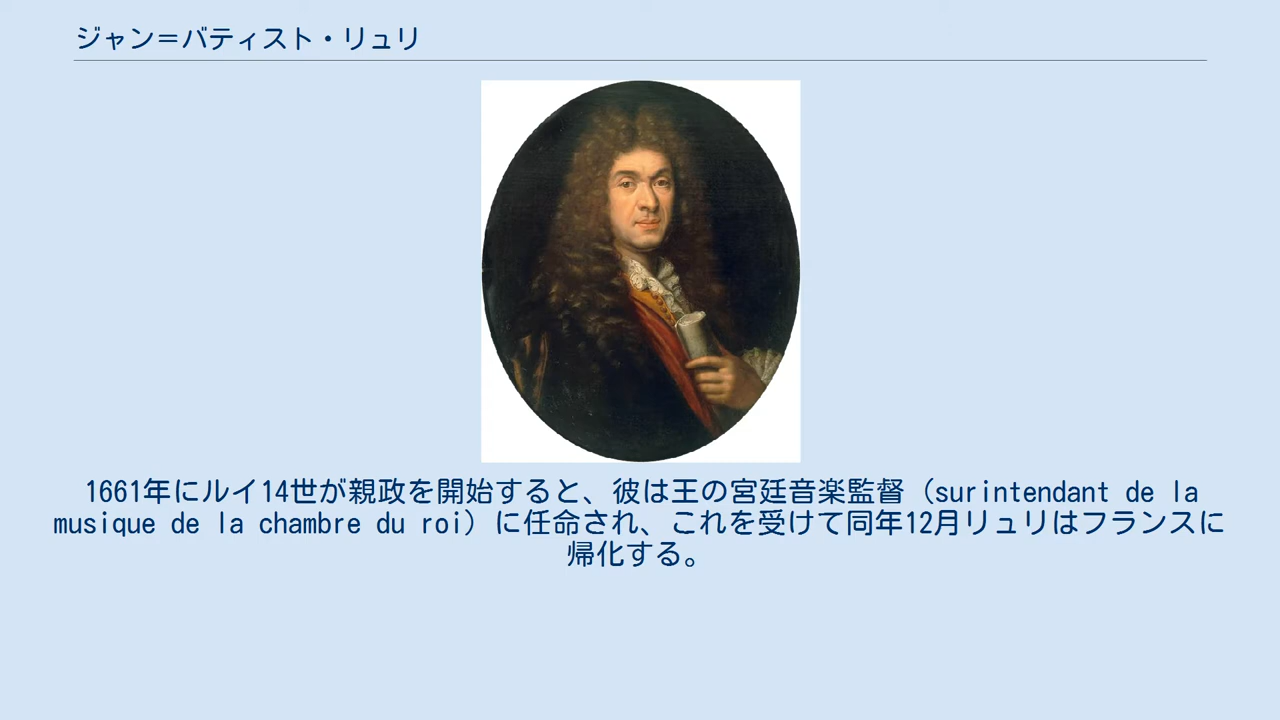 ジャン＝バティスト・リュリ
1661年にルイ14世が親政を開始すると、彼は王の宮廷音楽監督（surintendant de la
musique de la chambre du roi）に任命され、これを受けて同年12月リュリはフランスに
帰化する。